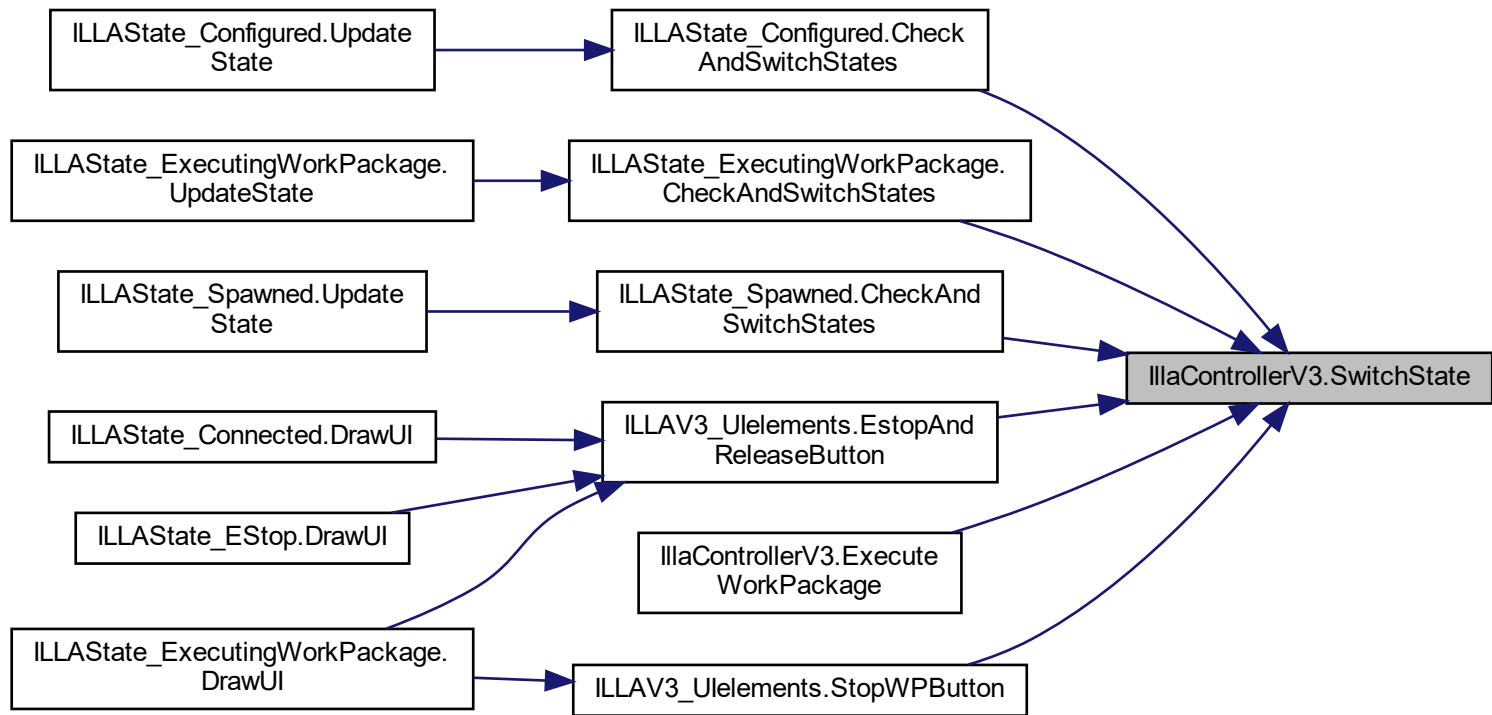 ILLAState_Configured.Update
State
ILLAState_Configured.Check
AndSwitchStates
ILLAState_ExecutingWorkPackage.
UpdateState
ILLAState_ExecutingWorkPackage.
CheckAndSwitchStates
ILLAState_Spawned.Update
State
ILLAState_Spawned.CheckAnd
SwitchStates
IllaControllerV3.SwitchState
ILLAState_Connected.DrawUI
ILLAV3_UIelements.EstopAnd
ReleaseButton
ILLAState_EStop.DrawUI
IllaControllerV3.Execute
WorkPackage
ILLAState_ExecutingWorkPackage.
DrawUI
ILLAV3_UIelements.StopWPButton